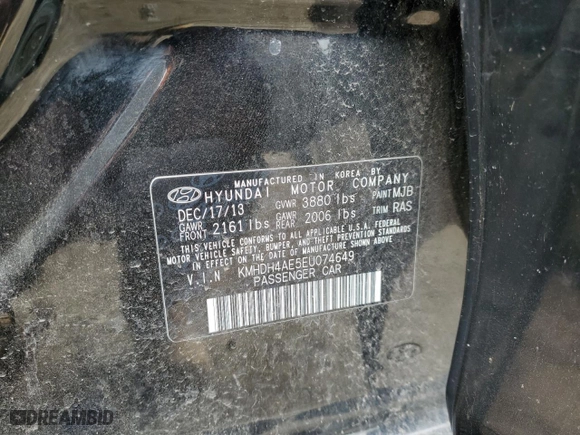 MANUFACTURED IN KOREA BY
HYUNDAI MOTOR COMPANY
DEC/17/13 GVWR 3880 lbs PAINT MJB
GAWR FRONT 2161 lbs GAWR REAR 2006 lbs TRIM RAS
THIS VEHICLE CONFORMS TO ALL APPLICABLE U.S.A. FEDERAL
MOTOR VEHICLE SAFETY, BUMPER, AND THEFT PREVENTION STANDARDS
IN EFFECT ON THE DATE OF MANUFACTURE SHOWN ABOVE.
V.I.N KMHDH4AE5EU074649
PASSENGER CAR
DREAMBID